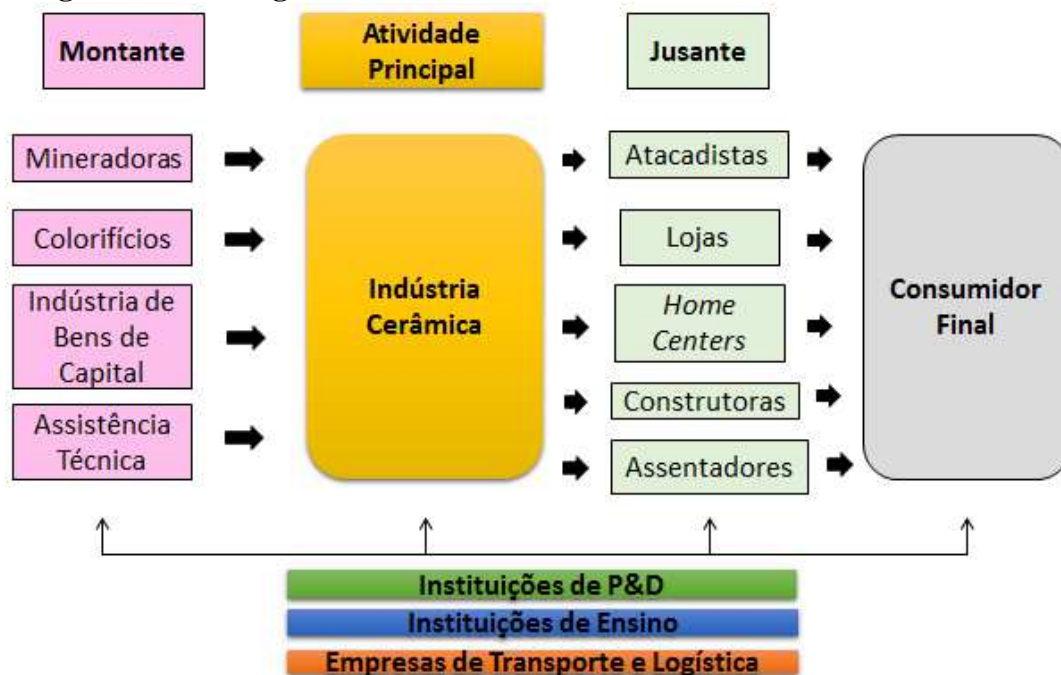 Montante
Atividade
Principal
Jusante
Mineradoras
Colorifícios
Indústria de
Bens de
Capital
Assistência
Técnica
Indústria
Cerâmica
Atacadistas
Lojas
Home
Centers
Construtoras
Assentadores
Consumidor
Final
Instituições de P&D
Instituições de Ensino
Empresas de Transporte e Logística